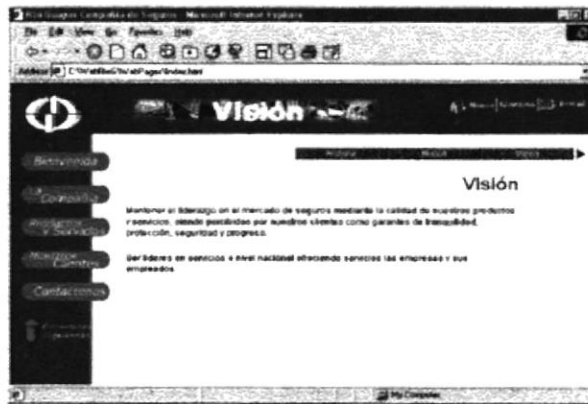 Microsoft Internet Explorer
File Edit View Go Favorites Help
Address
Visión
Historia Misión Visión
Bienvenida
Visión
La Compañía
Mantener el liderazgo en el mercado de seguros mediante la calidad de nuestros productos
y servicios, siendo percibidos por nuestros clientes como garantes de tranquilidad,
protección, seguridad y progreso.
Productos y Servicios
Nuestros Clientes
Ser líderes en servicios a nivel nacional ofreciendo servicios las empresas y sus
empleados
Contáctenos
My Computer